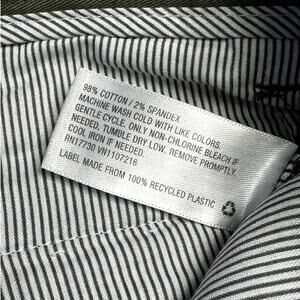 98% COTTON / 2% SPANDEX
MACHINE WASH COLD WITH LIKE COLORS.
GENTLE CYCLE. ONLY NON-CHLORINE BLEACH IF
NEEDED. TUMBLE DRY LOW. REMOVE PROMPTLY.
COOL IRON IF NEEDED.
RN17730 VN1107216
LABEL MADE FROM 100% RECYCLED PLASTIC